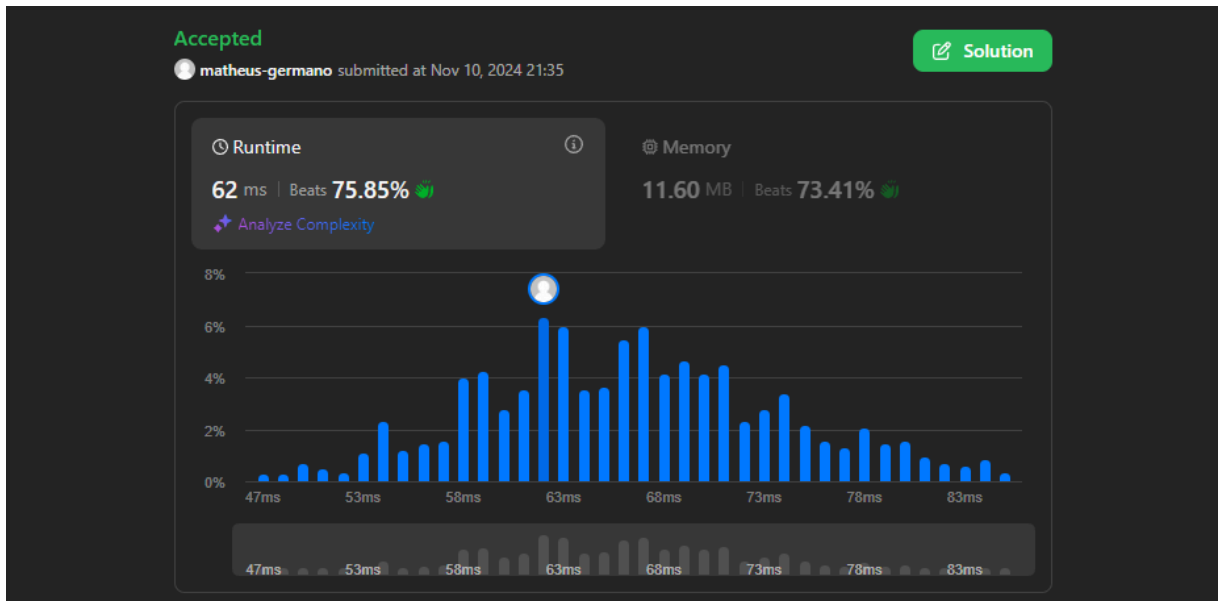 Accepted
Solution
matheus-germano submitted at Nov 10, 2024 21:35
Runtime
Memory
62 ms | Beats 75.85%
11.60 MB | Beats 73.41%
Analyze Complexity
8%
6%
4%
2%
0%
47ms 53ms 58ms 63ms 68ms 73ms 78ms 83ms
47ms 53ms 58ms 63ms 68ms 73ms 78ms 83ms